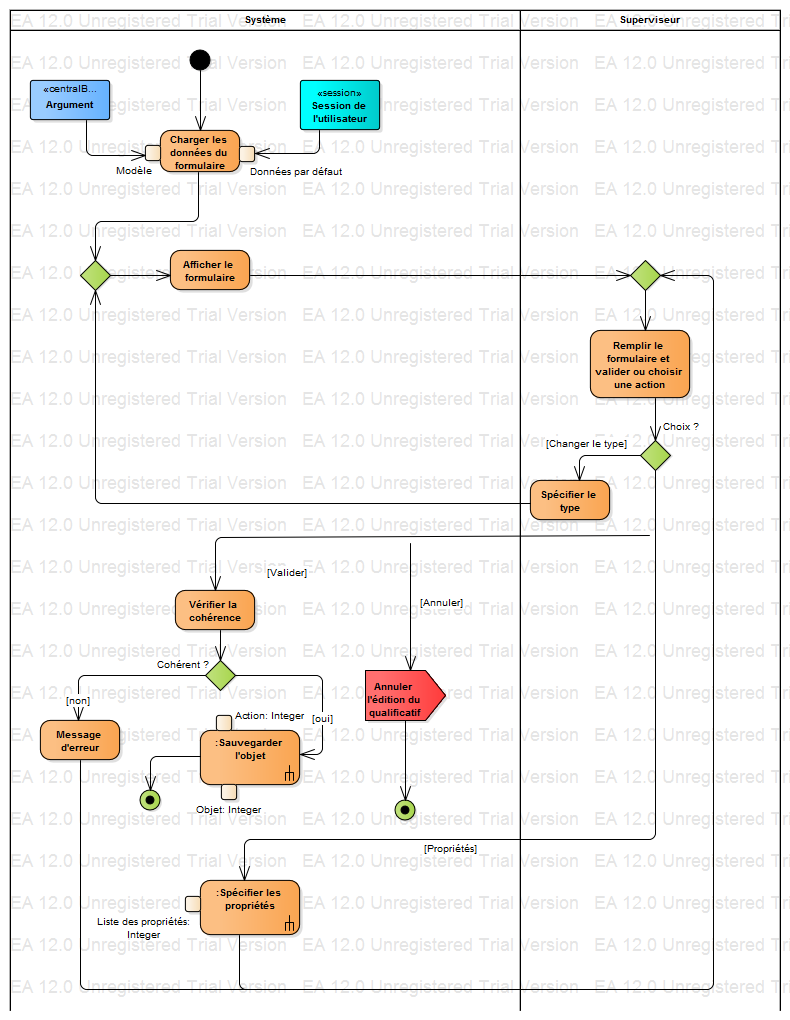 Système
Superviseur
EA 12.0 Unregistered Trial Version
«centralB...
Argument
«session»
Session de
l'utilisateur
Charger les
données du
formulaire
Modèle
Données par défaut
Afficher le
formulaire
Remplir le
formulaire et
valider ou choisir
une action
Choix ?
[Changer le type]
Spécifier le
type
[Valider]
[Annuler]
Vérifier la
cohérence
Cohérent ?
[non]
[oui]
Annuler
l'édition du
qualificatif
Message
d'erreur
Action: Integer
:Sauvegarder
l'objet
Objet: Integer
[Propriétés]
:Spécifier les
propriétés
Liste des propriétés:
Integer